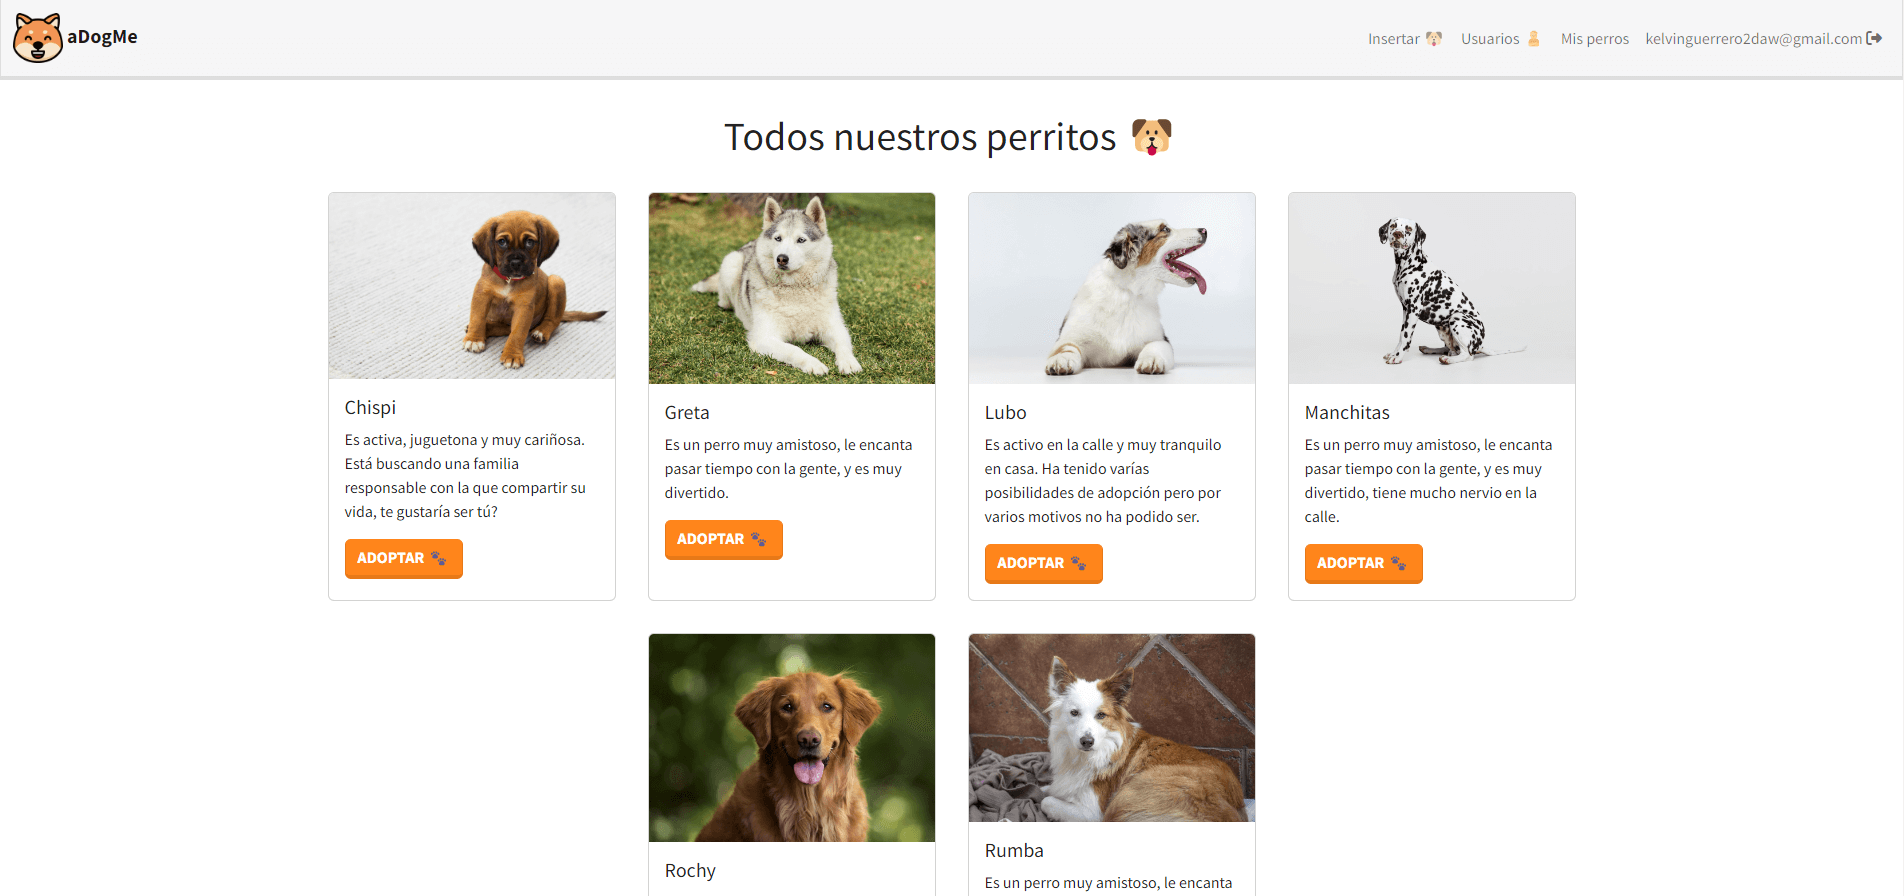 aDogMe
Insertar
Usuarios
Mis perros
kelvinguerrero2daw@gmail.com
Todos nuestros perritos
Chispi
Es activa, juguetona y muy cariñosa.
Está buscando una familia
responsable con la que compartir su
vida, te gustaría ser tú?
ADOPTAR
Greta
Es un perro muy amistoso, le encanta
pasar tiempo con la gente, y es muy
divertido.
ADOPTAR
Lubo
Es activo en la calle y muy tranquilo
en casa. Ha tenido varías
posibilidades de adopción pero por
varios motivos no ha podido ser.
ADOPTAR
Manchitas
Es un perro muy amistoso, le encanta
pasar tiempo con la gente, y es muy
divertido, tiene mucho nervio en la
calle.
ADOPTAR
Rochy
Rumba
Es un perro muy amistoso, le encanta